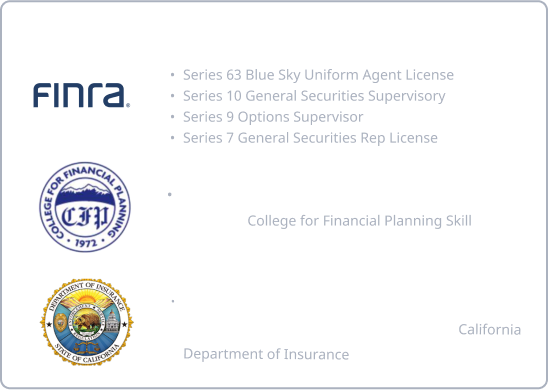 FINRA
• Series 63 Blue Sky Uniform Agent License
• Series 10 General Securities Supervisory
• Series 9 Options Supervisor
• Series 7 General Securities Rep License
COLLEGE FOR FINANCIAL PLANNING
CFP
• 1972 •
•
College for Financial Planning Skill
DEPARTMENT OF INSURANCE
STATE OF CALIFORNIA
•
California
Department of Insurance